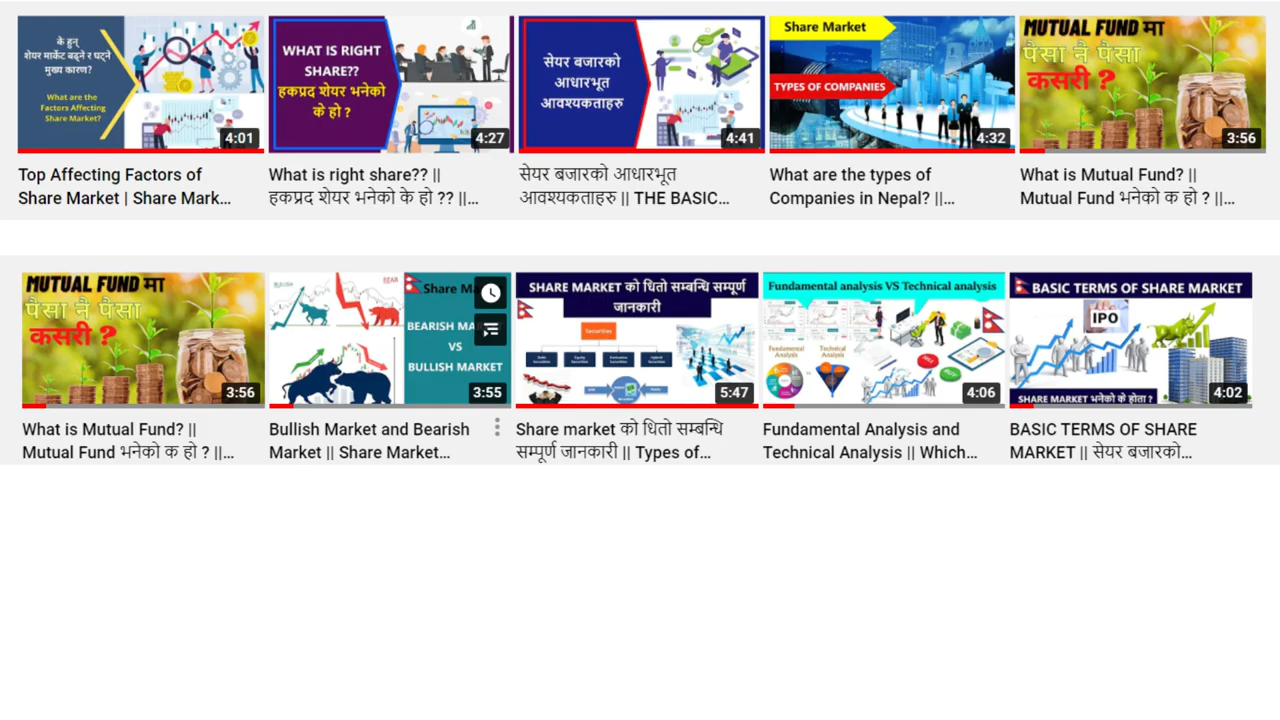 के हुन्
शेयर मार्केट बढ्ने र घट्ने
मुख्य कारण?
What are the
Factors Affecting
Share Market?
4:01
WHAT IS RIGHT
SHARE??
हकप्रद शेयर भनेको
के हो ?
4:27
सेयर बजारको
आधारभूत
आवश्यकताहरु
4:41
Share Market
TYPES OF COMPANIES
4:32
MUTUAL FUND मा
पैसा नै पैसा
कसरी ?
3:56
Top Affecting Factors of
Share Market | Share Mark...
What is right share?? ||
हकप्रद शेयर भनेको के हो ?? ||...
सेयर बजारको आधारभूत
आवश्यकताहरु || THE BASIC...
What are the types of
Companies in Nepal? ||...
What is Mutual Fund? ||
Mutual Fund भनेको क हो ? ||...
MUTUAL FUND मा
पैसा नै पैसा
कसरी ?
3:56
BULLISH
BEAR
Share Ma
BEARISH MA
VS
BULLISH MARKET
3:55
SHARE MARKET को धितो सम्बन्धि सम्पूर्ण
जानकारी
Securities
5:47
Fundamental analysis VS Technical analysis
Fundamental Analysis
Technical Analysis
4:06
BASIC TERMS OF SHARE MARKET
IPO
SHARE MARKET भनेको के होता ?
4:02
What is Mutual Fund? ||
Mutual Fund भनेको क हो ? ||...
Bullish Market and Bearish
Market || Share Market...
Share market को धितो सम्बन्धि
सम्पूर्ण जानकारी || Types of...
Fundamental Analysis and
Technical Analysis || Which...
BASIC TERMS OF SHARE
MARKET || सेयर बजारको...